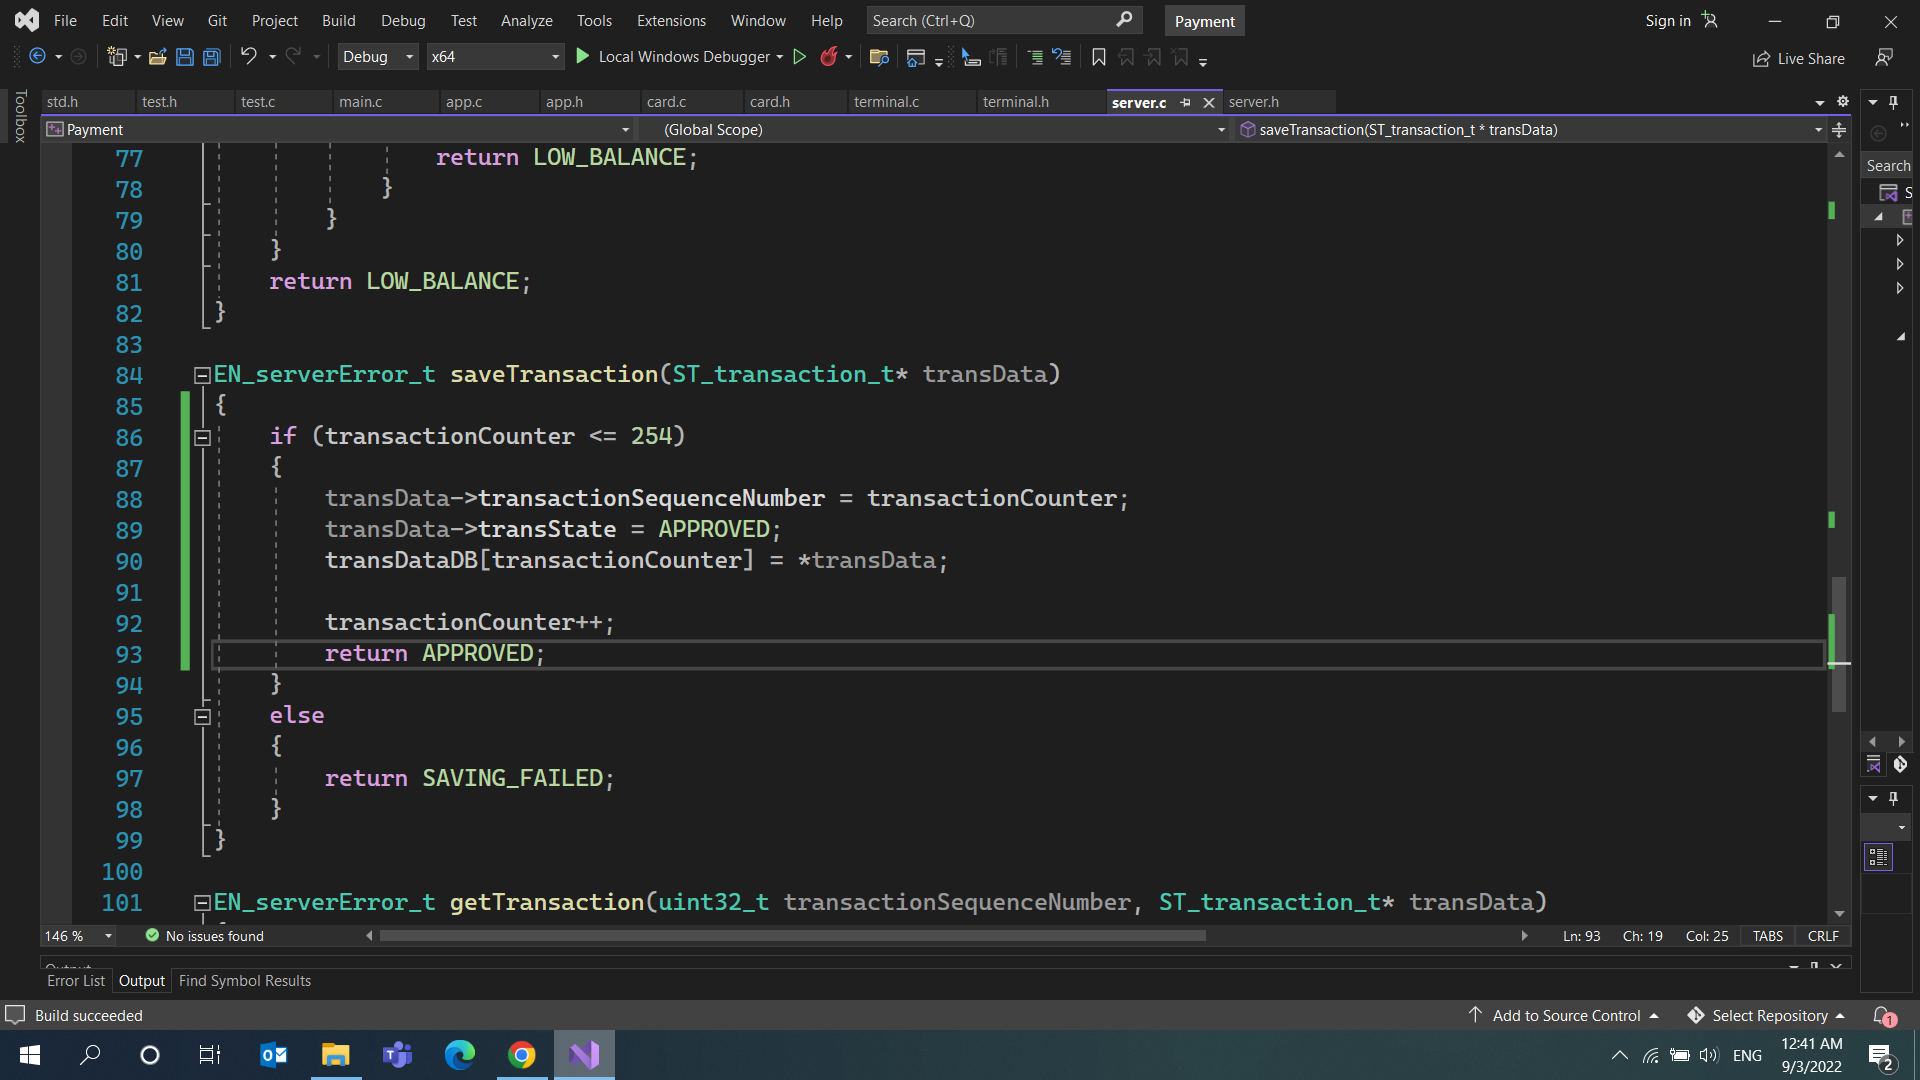 File Edit View Git Project Build Debug Test Analyze Tools Extensions Window Help Search (Ctrl+Q) Payment Sign in
Debug x64 Local Windows Debugger Live Share
Toolbox
std.h test.h test.c main.c app.c app.h card.c card.h terminal.c terminal.h server.c server.h
Payment (Global Scope) saveTransaction(ST_transaction_t * transData)
Search
77 return LOW_BALANCE;
78 }
79 }
80 }
81 return LOW_BALANCE;
82 }
83
84 EN_serverError_t saveTransaction(ST_transaction_t* transData)
85 {
86 if (transactionCounter <= 254)
87 {
88 transData->transactionSequenceNumber = transactionCounter;
89 transData->transState = APPROVED;
90 transDataDB[transactionCounter] = *transData;
91
92 transactionCounter++;
93 return APPROVED;
94 }
95 else
96 {
97 return SAVING_FAILED;
98 }
99 }
100
101 EN_serverError_t getTransaction(uint32_t transactionSequenceNumber, ST_transaction_t* transData)
146 % No issues found Ln: 93 Ch: 19 Col: 25 TABS CRLF
Error List Output Find Symbol Results
Build succeeded Add to Source Control Select Repository 1
ENG 12:41 AM
9/3/2022 2